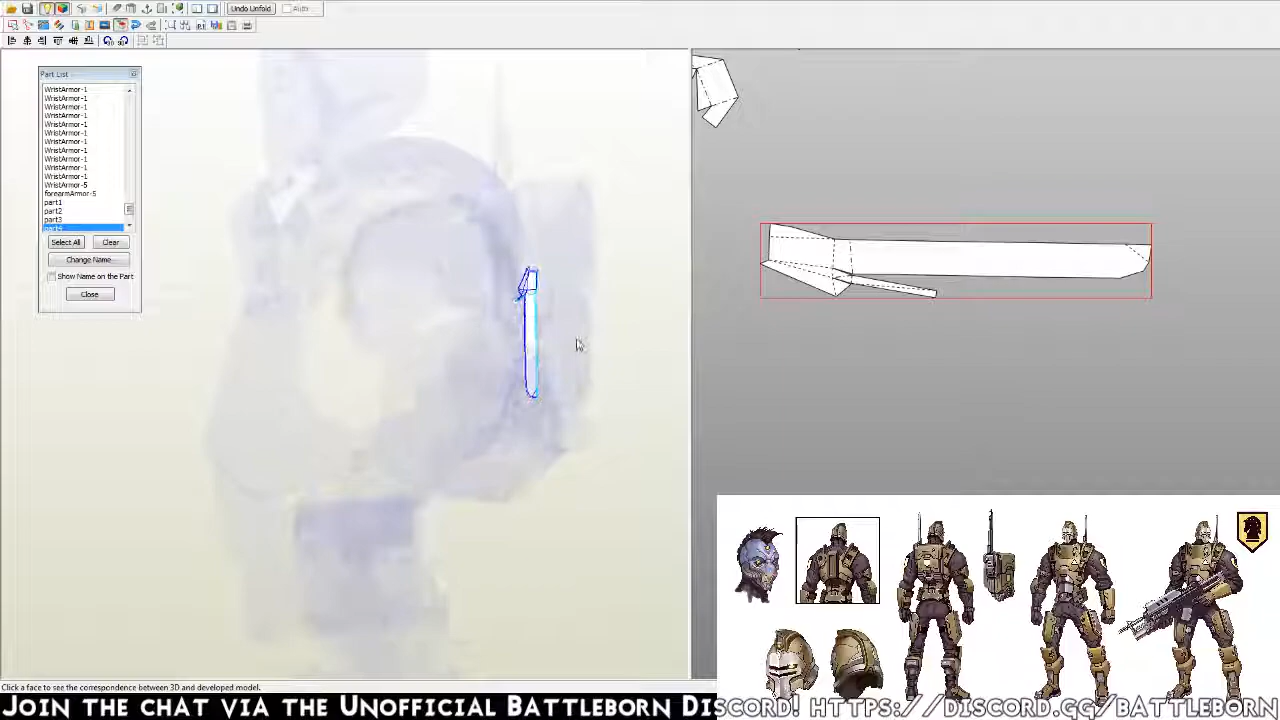 Undo Unfold
Auto
Part List
WristArmor-1
WristArmor-1
WristArmor-1
WristArmor-1
WristArmor-1
WristArmor-1
WristArmor-1
WristArmor-1
WristArmor-1
WristArmor-1
WristArmor-1
WristArmor-5
forearmArmor-5
part1
part2
part3
part4
Select All
Clear
Change Name...
Show Name on the Part
Close
Click a face to see the correspondence between 3D and developed model.
Join the chat via the Unofficial Battleborn Discord! https://discord.gg/battleborn